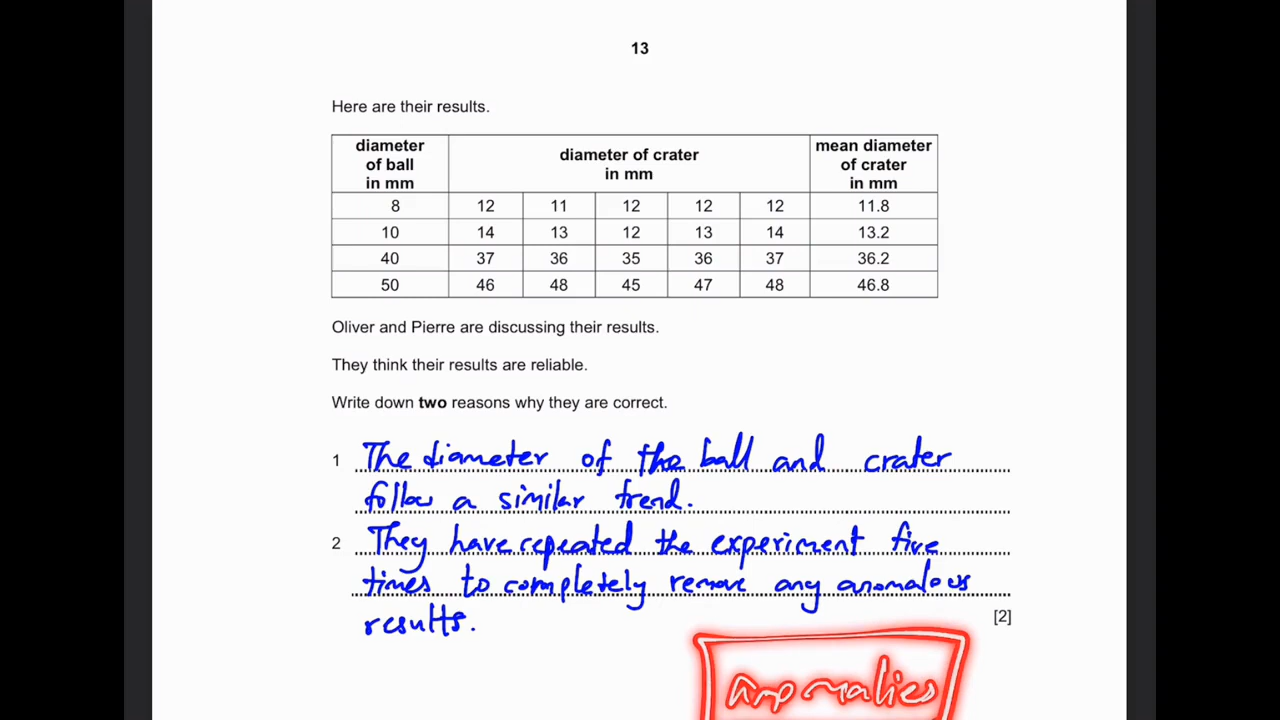 13
Here are their results.
diameter of ball in mm diameter of crater in mm mean diameter of crater in mm
8 12 11 12 12 12 11.8
10 14 13 12 13 14 13.2
40 37 36 35 36 37 36.2
50 46 48 45 47 48 46.8
Oliver and Pierre are discussing their results.
They think their results are reliable.
Write down two reasons why they are correct.
1 The diameter of the ball and crater
follow a similar trend.
2 They have repeated the experiment five
times to completely remove any anomalous
results.
[2]
anomalies